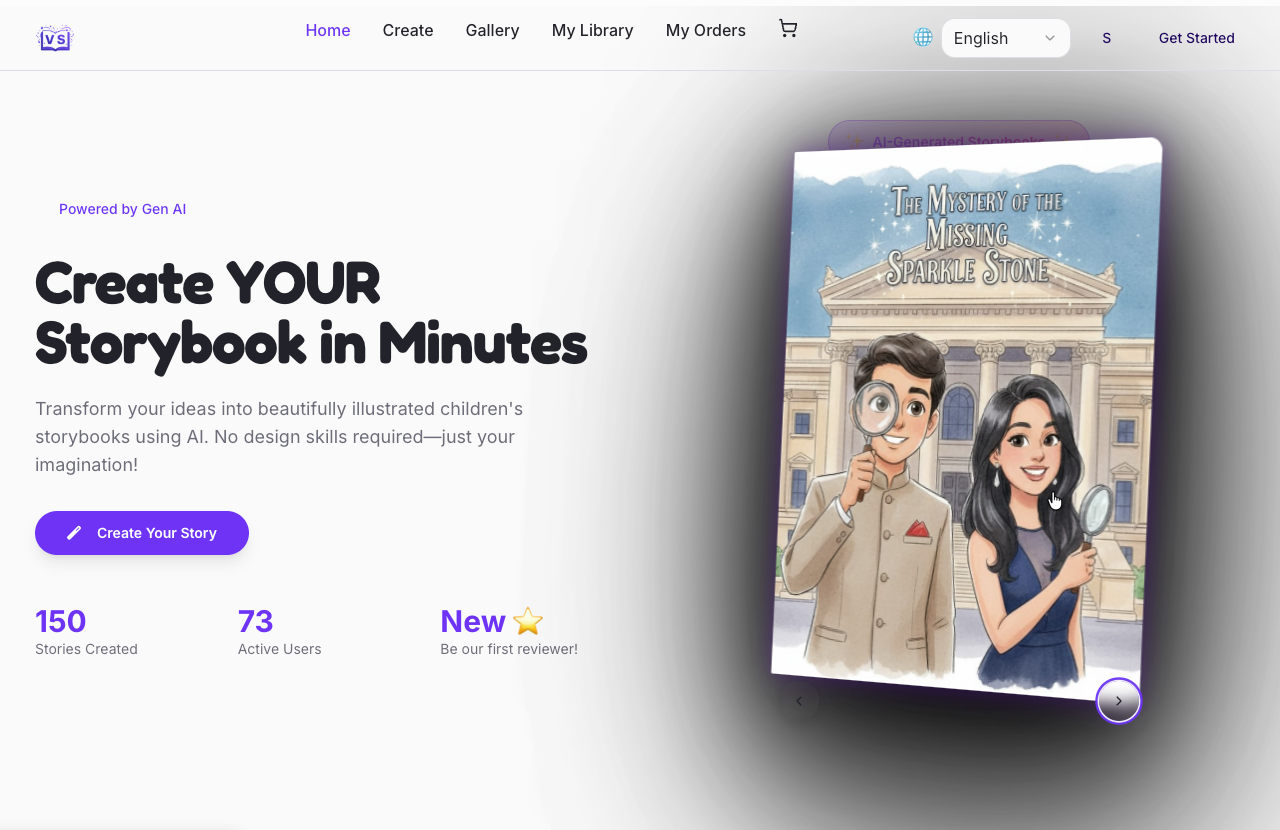 VS
Home
Create
Gallery
My Library
My Orders
English
S
Get Started
AI-Generated Storybooks
Powered by Gen AI
The Mystery of the
Missing
Sparkle Stone
Create YOUR
Storybook in Minutes
Transform your ideas into beautifully illustrated children's
storybooks using AI. No design skills required—just your
imagination!
Create Your Story
150
Stories Created
73
Active Users
New ⭐
Be our first reviewer!